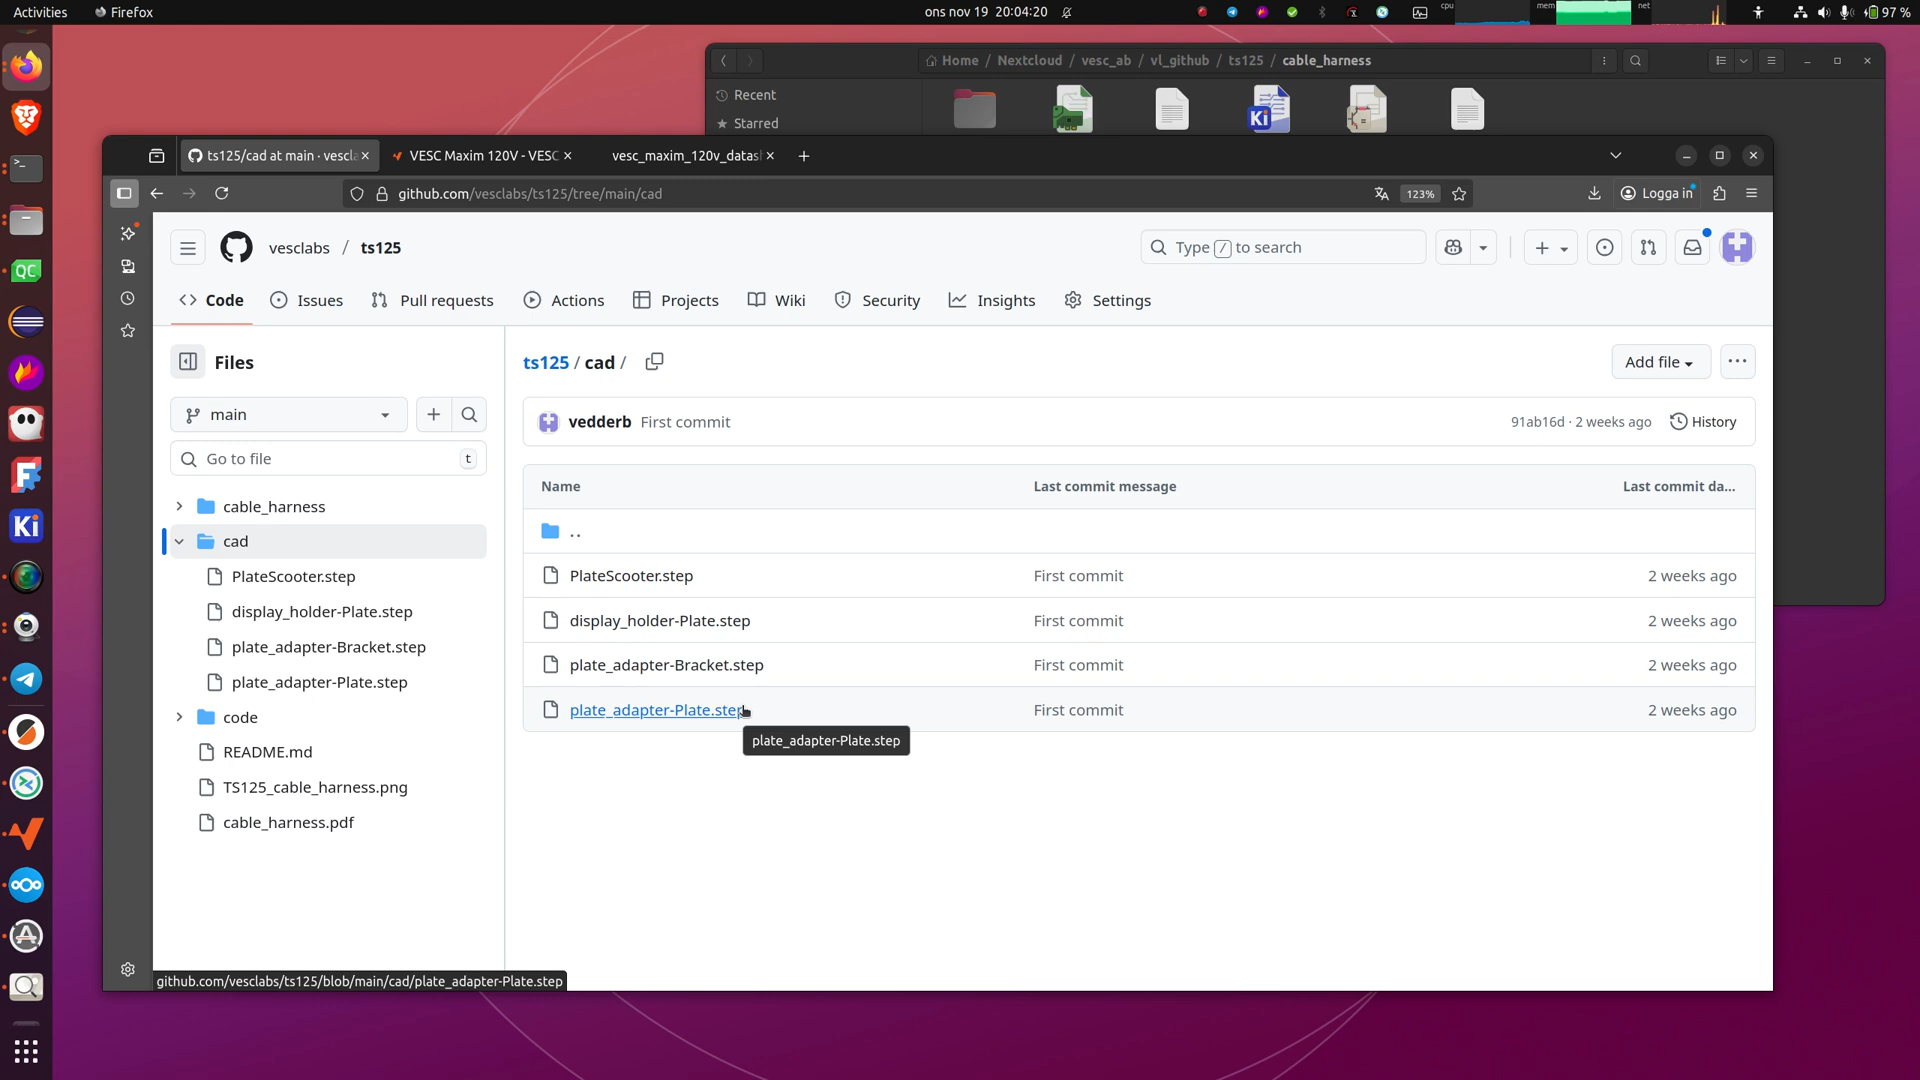 Activities
Firefox
ons nov 19 20:04:20
cpu
mem
net
97 %
Home / Nextcloud / vesc_ab / vl_github / ts125 / cable_harness
Recent
Starred
Ki
ts125/cad at main · vescla
VESC Maxim 120V - VESC
vesc_maxim_120v_datas
github.com/vesclabs/ts125/tree/main/cad
123%
Logga in
vesclabs / ts125
Type / to search
Code
Issues
Pull requests
Actions
Projects
Wiki
Security
Insights
Settings
Files
ts125 / cad /
Add file
main
vedderb First commit
91ab16d · 2 weeks ago
History
Go to file
t
Name
Last commit message
Last commit da...
cable_harness
cad
PlateScooter.step
display_holder-Plate.step
plate_adapter-Bracket.step
plate_adapter-Plate.step
code
README.md
TS125_cable_harness.png
cable_harness.pdf
..
PlateScooter.step
First commit
2 weeks ago
display_holder-Plate.step
First commit
2 weeks ago
plate_adapter-Bracket.step
First commit
2 weeks ago
plate_adapter-Plate.step
First commit
2 weeks ago
plate_adapter-Plate.step
github.com/vesclabs/ts125/blob/main/cad/plate_adapter-Plate.step
QC
Ki